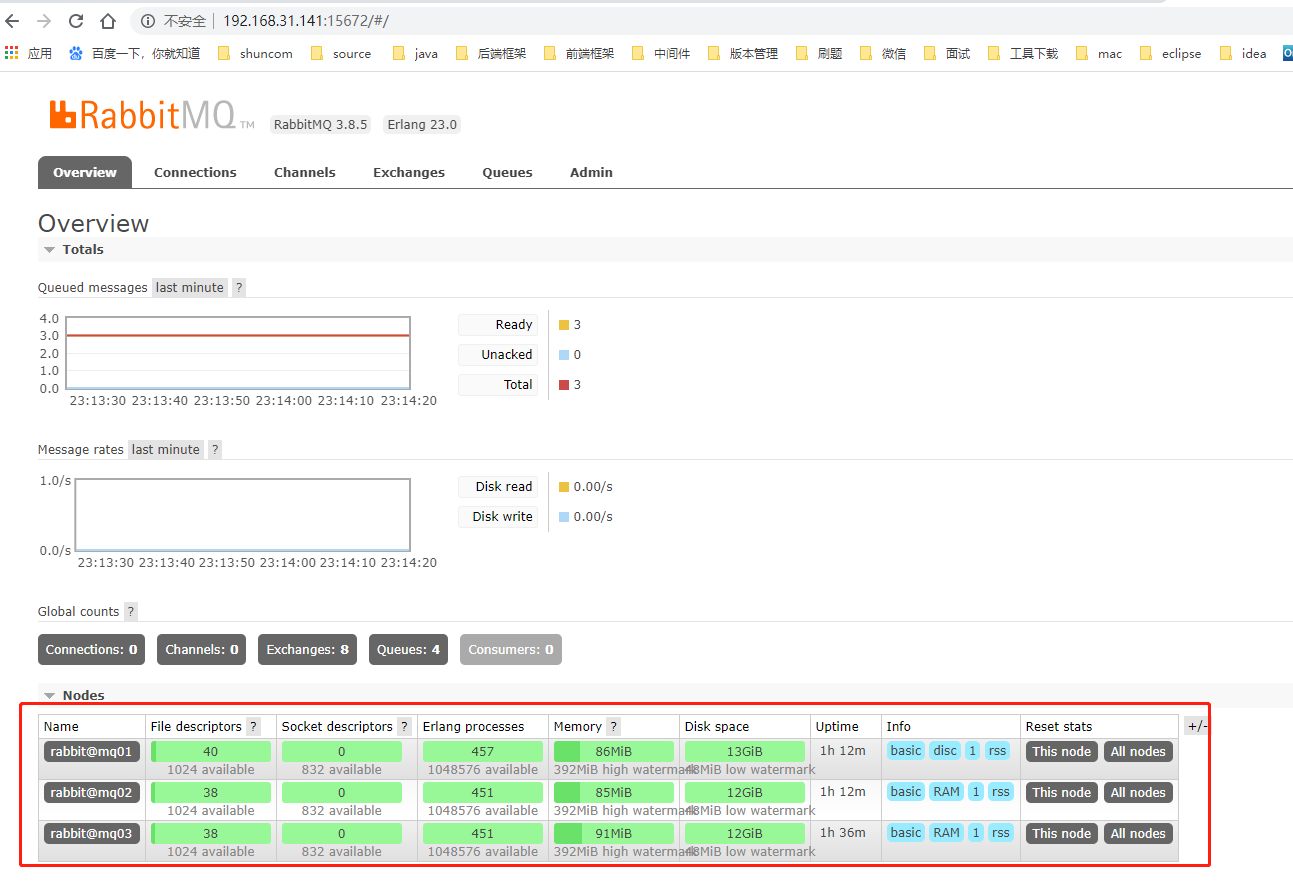 不安全 192.168.31.141:15672/#/
应用 百度一下，你就知道 shuncom source java 后端框架 前端框架 中间件 版本管理 刷题 微信 面试 工具下载 mac eclipse idea
RabbitMQ TM RabbitMQ 3.8.5 Erlang 23.0
Overview Connections Channels Exchanges Queues Admin
Overview
Totals
Queued messages last minute ?
4.0
3.0
2.0
1.0
0.0
23:13:30 23:13:40 23:13:50 23:14:00 23:14:10 23:14:20
Ready 3
Unacked 0
Total 3
Message rates last minute ?
1.0/s
0.0/s
23:13:30 23:13:40 23:13:50 23:14:00 23:14:10 23:14:20
Disk read 0.00/s
Disk write 0.00/s
Global counts ?
Connections: 0 Channels: 0 Exchanges: 8 Queues: 4 Consumers: 0
Nodes
Name File descriptors ? Socket descriptors ? Erlang processes Memory ? Disk space Uptime Info Reset stats +/-
rabbit@mq01 40 0 457 86MiB 13GiB 1h 12m basic disc 1 rss This node All nodes
1024 available 832 available 1048576 available 392MiB high watermark 48MiB low watermark
rabbit@mq02 38 0 451 85MiB 12GiB 1h 12m basic RAM 1 rss This node All nodes
1024 available 832 available 1048576 available 392MiB high watermark 48MiB low watermark
rabbit@mq03 38 0 451 91MiB 12GiB 1h 36m basic RAM 1 rss This node All nodes
1024 available 832 available 1048576 available 392MiB high watermark 48MiB low watermark